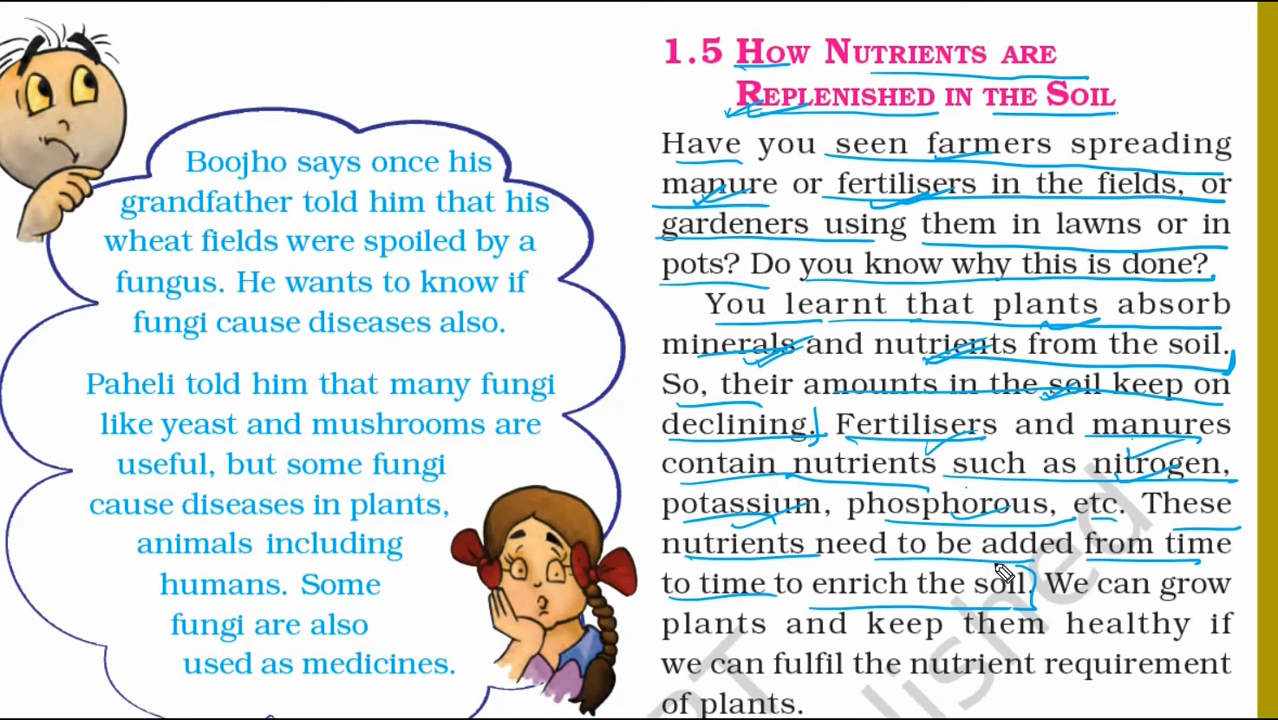 Boojho says once his
grandfather told him that his
wheat fields were spoiled by a
fungus. He wants to know if
fungi cause diseases also.
Paheli told him that many fungi
like yeast and mushrooms are
useful, but some fungi
cause diseases in plants,
animals including
humans. Some
fungi are also
used as medicines.
1.5 HOW NUTRIENTS ARE
REPLENISHED IN THE SOIL
Have you seen farmers spreading
manure or fertilisers in the fields, or
gardeners using them in lawns or in
pots? Do you know why this is done?
You learnt that plants absorb
minerals and nutrients from the soil.
So, their amounts in the soil keep on
declining. Fertilisers and manures
contain nutrients such as nitrogen,
potassium, phosphorous, etc. These
nutrients need to be added from time
to time to enrich the soil. We can grow
plants and keep them healthy if
we can fulfil the nutrient requirement
of plants.